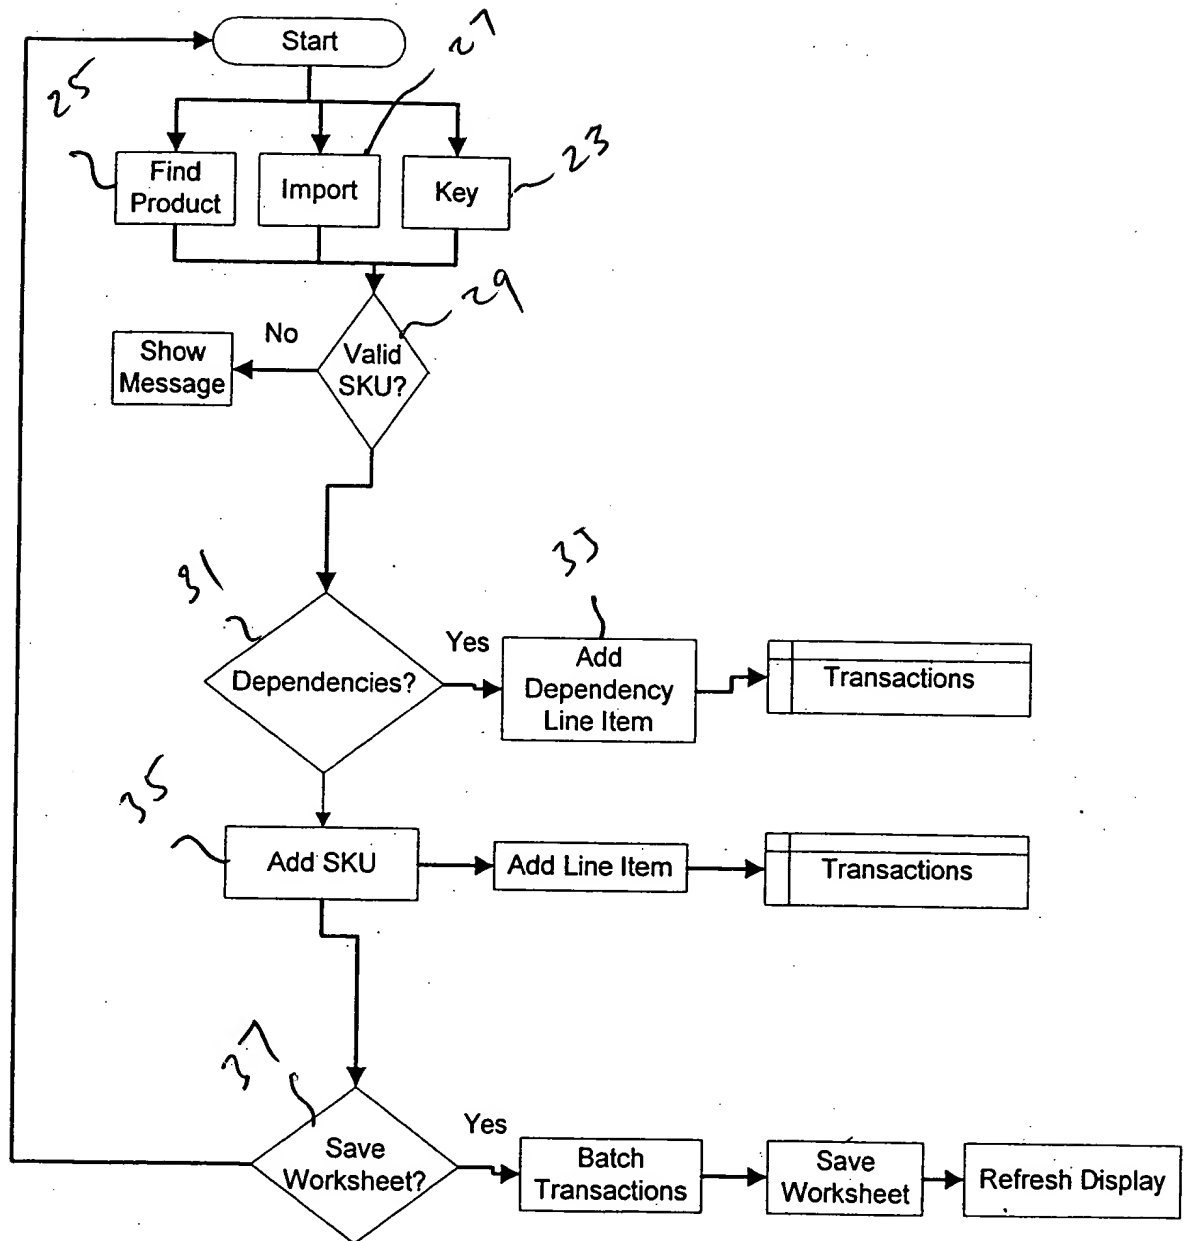 Start
27
25
Find
Product
Import
Key
23
29
No
Show
Message
Valid
SKU?
31
33
Yes
Dependencies?
Add
Dependency
Line Item
Transactions
35
Add SKU
Add Line Item
Transactions
37
Yes
Save
Worksheet?
Batch
Transactions
Save
Worksheet
Refresh Display